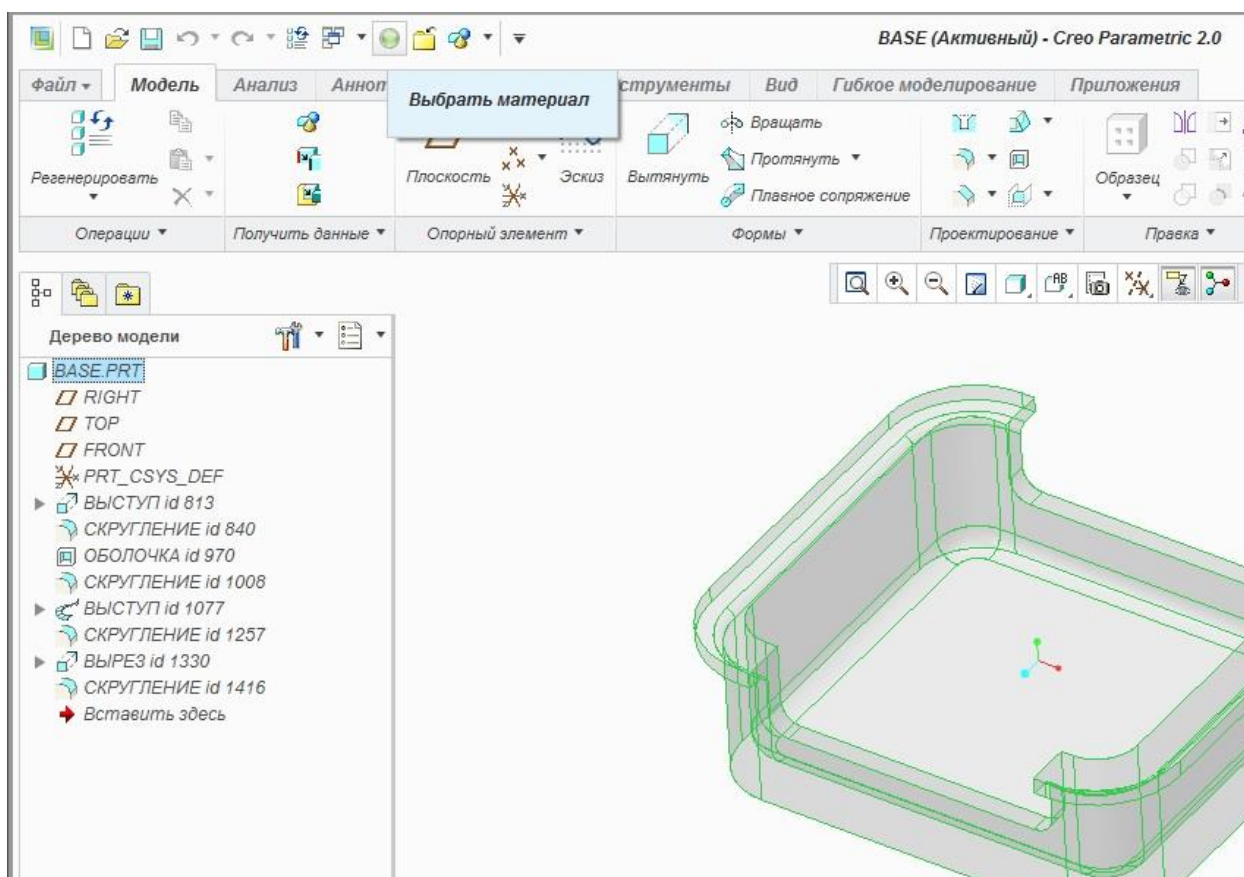 BASE (Активный) - Creo Parametric 2.0
Файл Модель Анализ Аннот струменты Вид Гибкое моделирование Приложения
Выбрать материал
Вращать
Протянуть
Регенерировать Плоскость Эскиз Вытянуть Образец
Плавное сопряжение
Операции Получить данные Опорный элемент Формы Проектирование Правка
Дерево модели
BASE.PRT
RIGHT
TOP
FRONT
PRT_CSYS_DEF
ВЫСТУП id 813
СКРУГЛЕНИЕ id 840
ОБОЛОЧКА id 970
СКРУГЛЕНИЕ id 1008
ВЫСТУП id 1077
СКРУГЛЕНИЕ id 1257
ВЫРЕЗ id 1330
СКРУГЛЕНИЕ id 1416
Вставить здесь